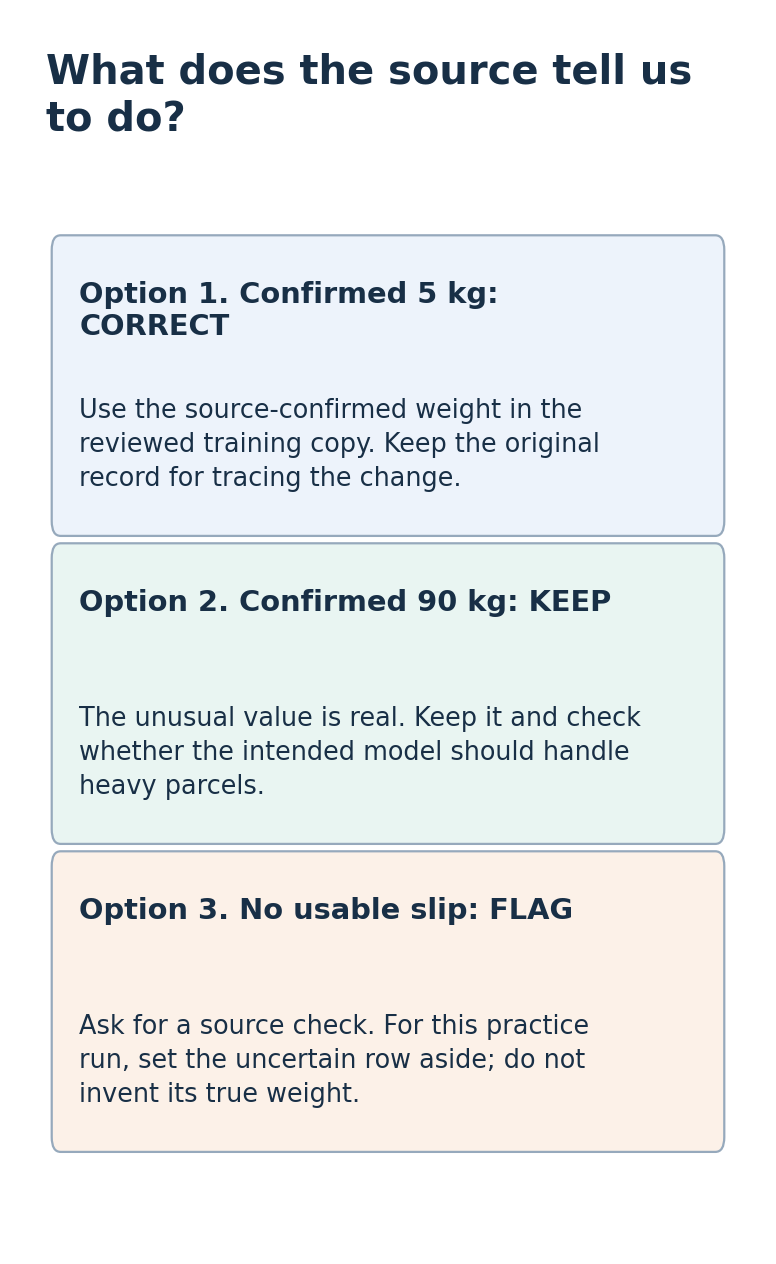 What does the source tell us
to do?
Option 1. Confirmed 5 kg:
CORRECT
Use the source-confirmed weight in the
reviewed training copy. Keep the original
record for tracing the change.
Option 2. Confirmed 90 kg: KEEP
The unusual value is real. Keep it and check
whether the intended model should handle
heavy parcels.
Option 3. No usable slip: FLAG
Ask for a source check. For this practice
run, set the uncertain row aside; do not
invent its true weight.